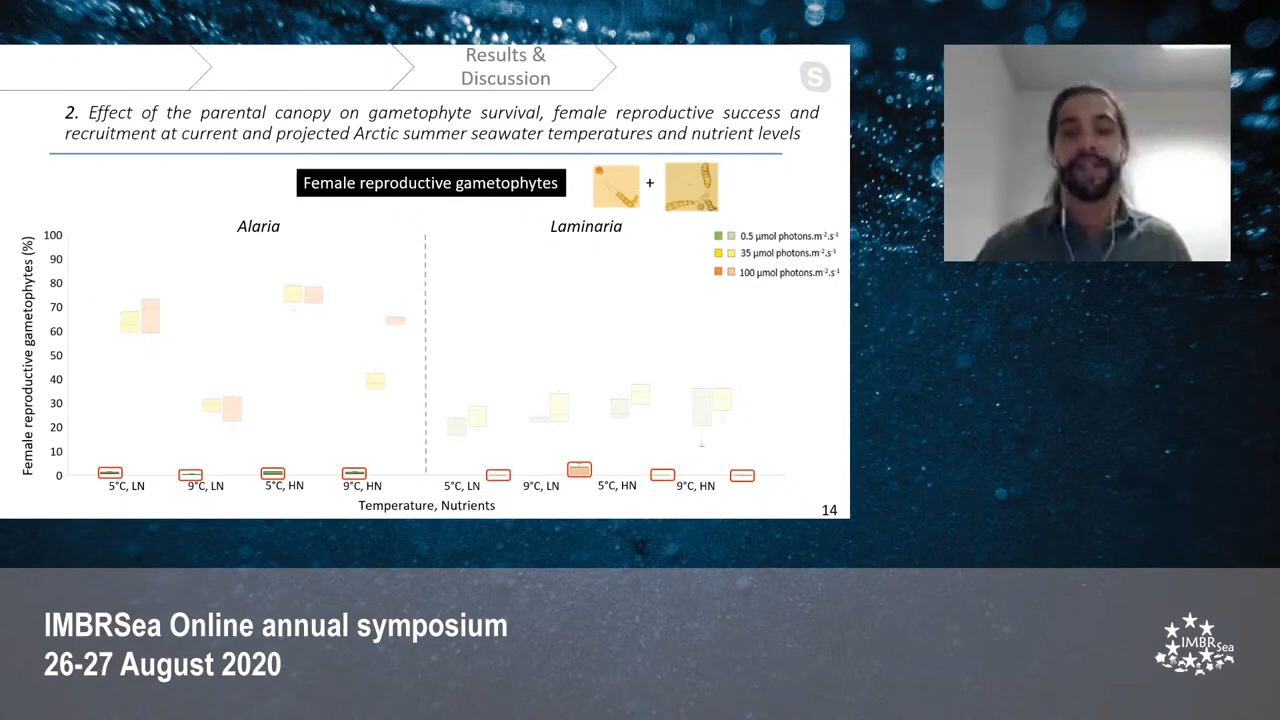 Results &
Discussion
S
2. Effect of the parental canopy on gametophyte survival, female reproductive success and
recruitment at current and projected Arctic summer seawater temperatures and nutrient levels
Female reproductive gametophytes
+
Alaria
Laminaria
0.5 µmol photons.m⁻².s⁻¹
35 µmol photons.m⁻².s⁻¹
100 µmol photons.m⁻².s⁻¹
Female reproductive gametophytes (%)
100
90
80
70
60
50
40
30
20
10
0
5°C, LN
9°C, LN
5°C, HN
9°C, HN
5°C, LN
9°C, LN
5°C, HN
9°C, HN
Temperature, Nutrients
14
IMBRSea Online annual symposium
26-27 August 2020
IMBRSea